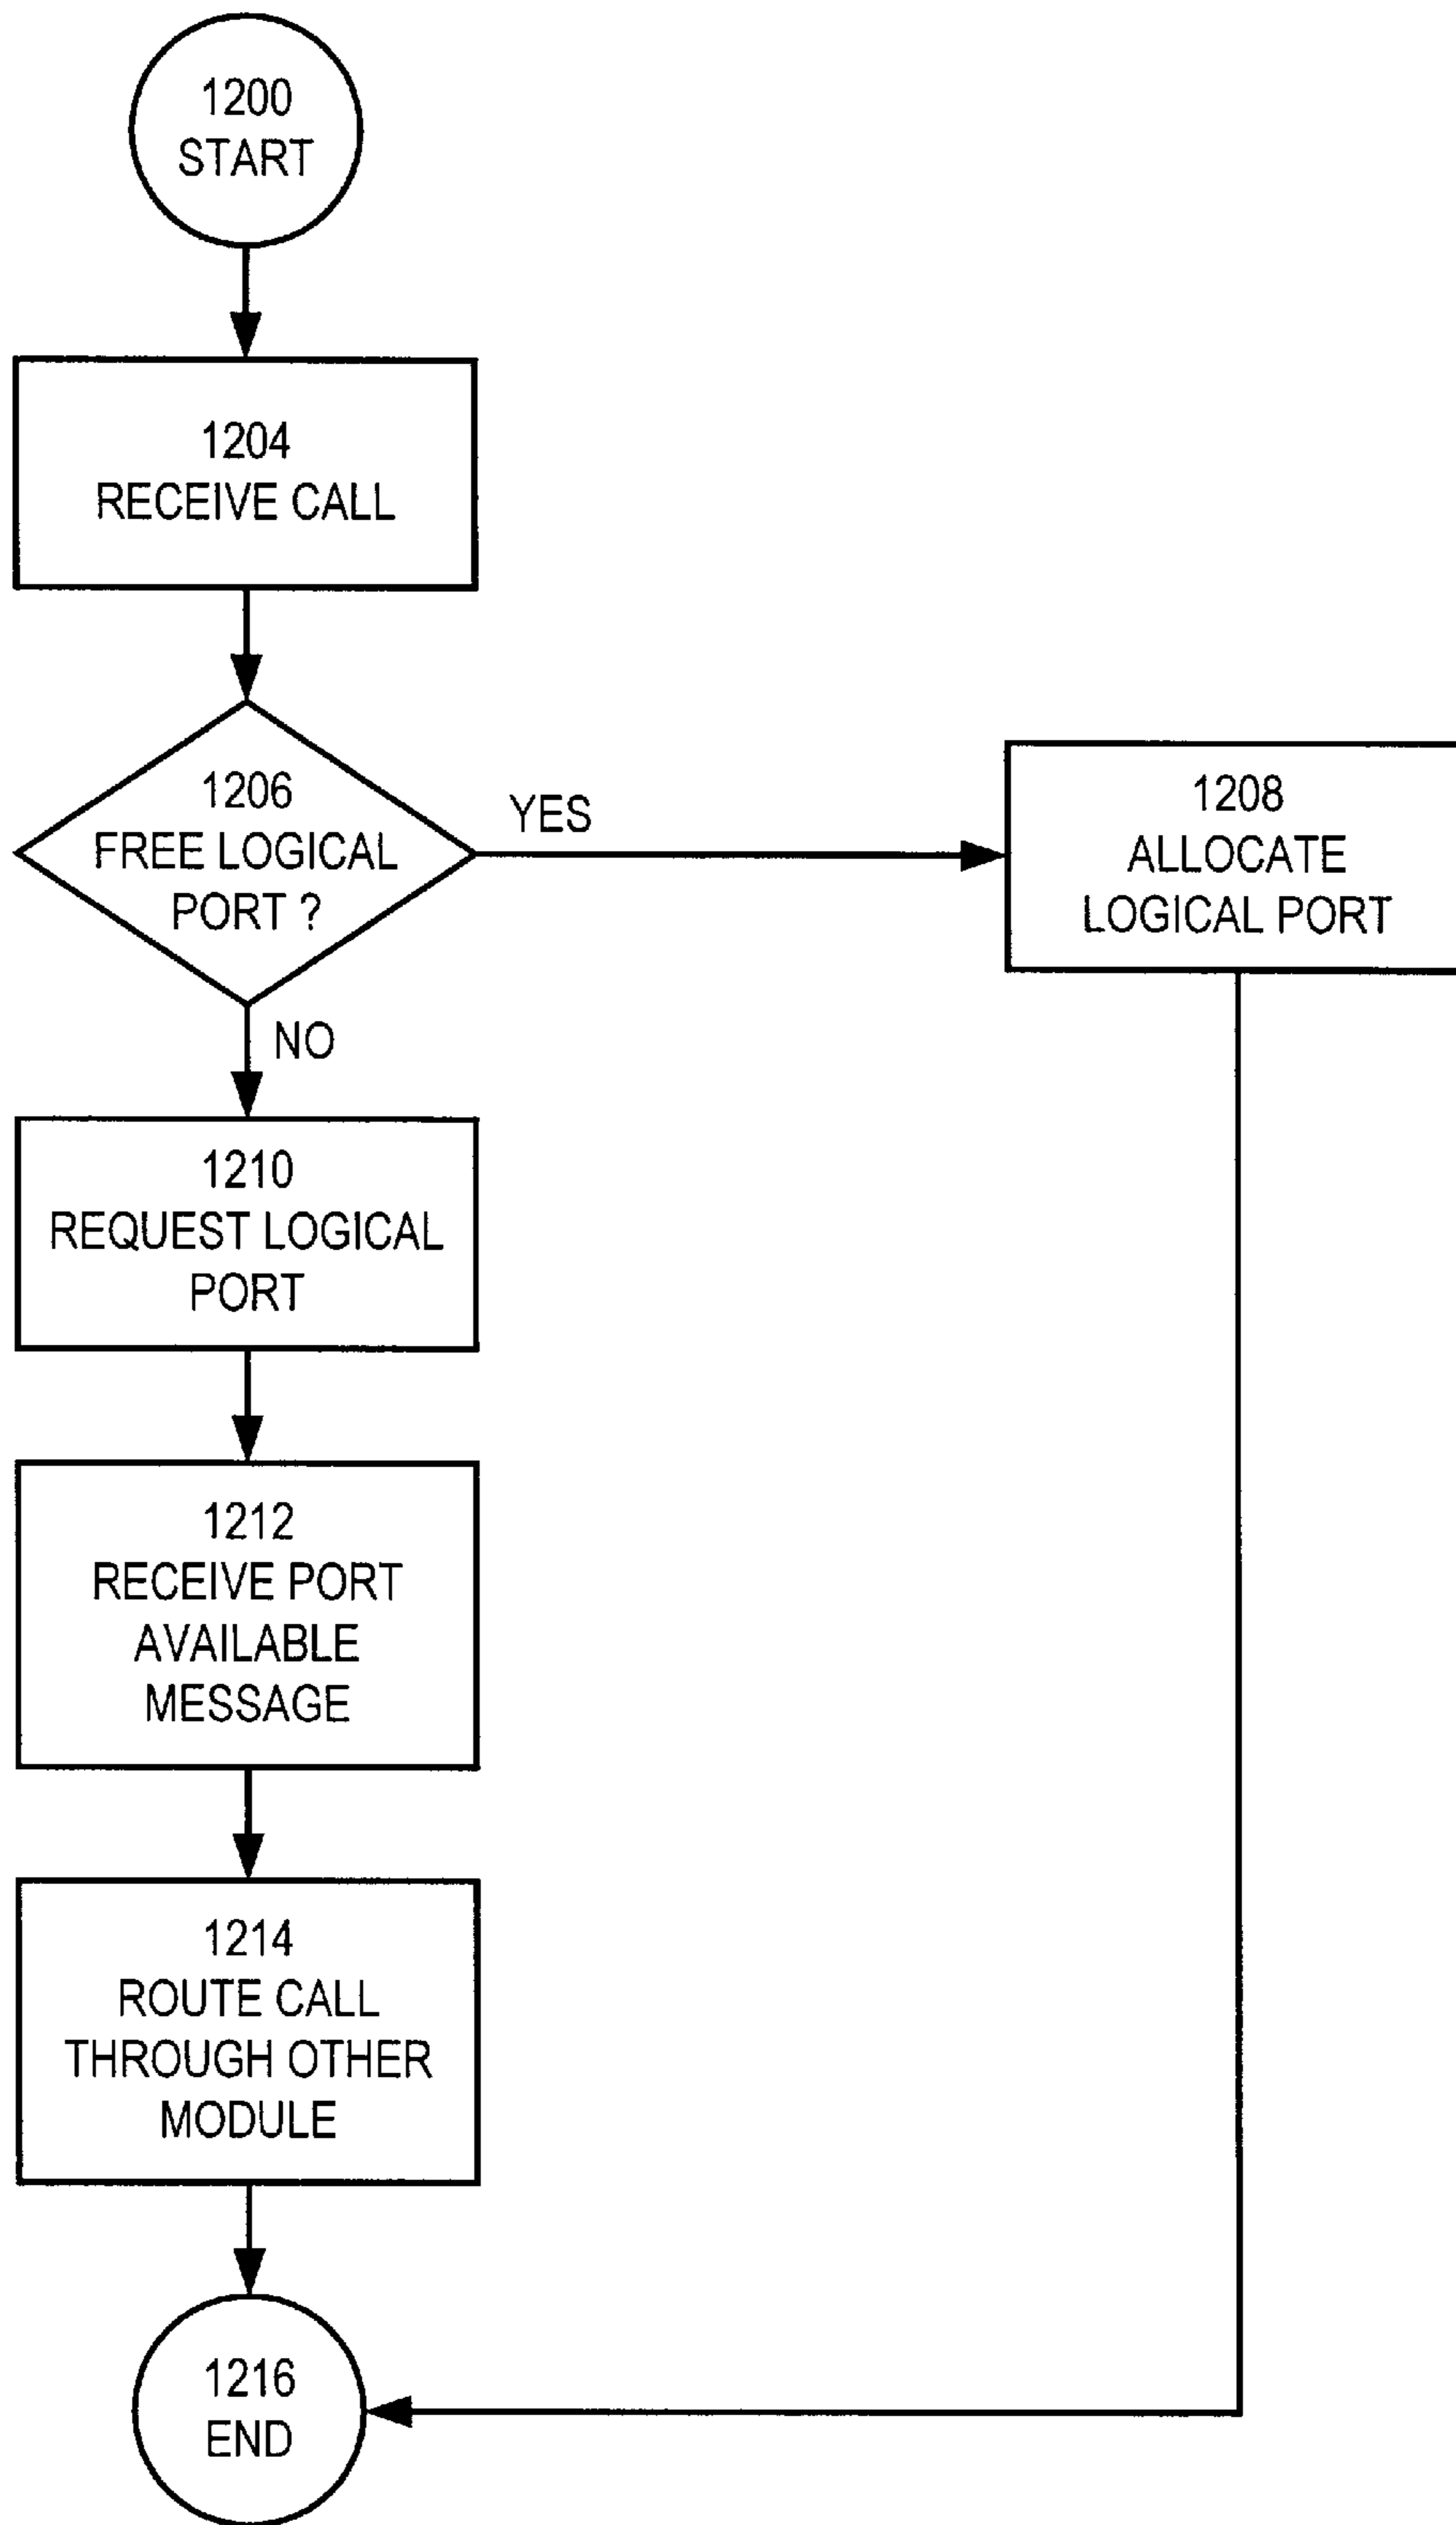 1200
START
1204
RECEIVE CALL
1206
FREE LOGICAL
PORT ?
YES
1208
ALLOCATE
LOGICAL PORT
NO
1210
REQUEST LOGICAL
PORT
1212
RECEIVE PORT
AVAILABLE
MESSAGE
1214
ROUTE CALL
THROUGH OTHER
MODULE
1216
END